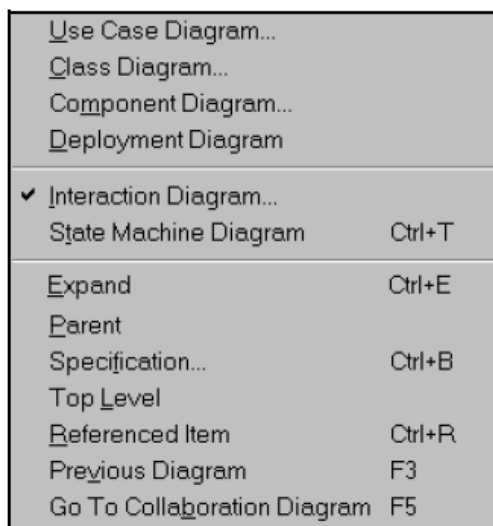 Use Case Diagram...
Class Diagram...
Component Diagram...
Deployment Diagram
Interaction Diagram...
State Machine Diagram Ctrl+T
Expand Ctrl+E
Parent
Specification... Ctrl+B
Top Level
Referenced Item Ctrl+R
Previous Diagram F3
Go To Collaboration Diagram F5